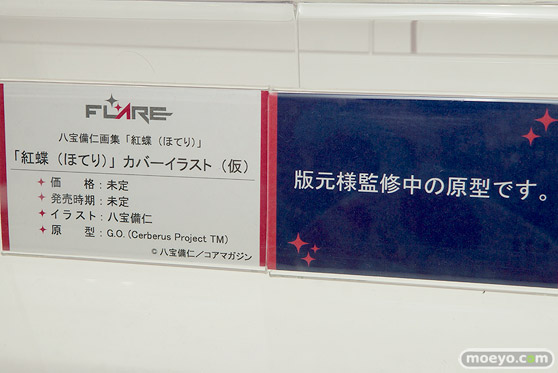 FLARE
八宝備仁画集「紅蝶（ほてり）」
「紅蝶（ほてり）」カバーイラスト（仮）
価　　格：未定
発売時期：未定
イラスト：八宝備仁
原　　型：G.O.（Cerberus Project TM）
© 八宝備仁／コアマガジン
版元様監修中の原型です。
moeyo.com